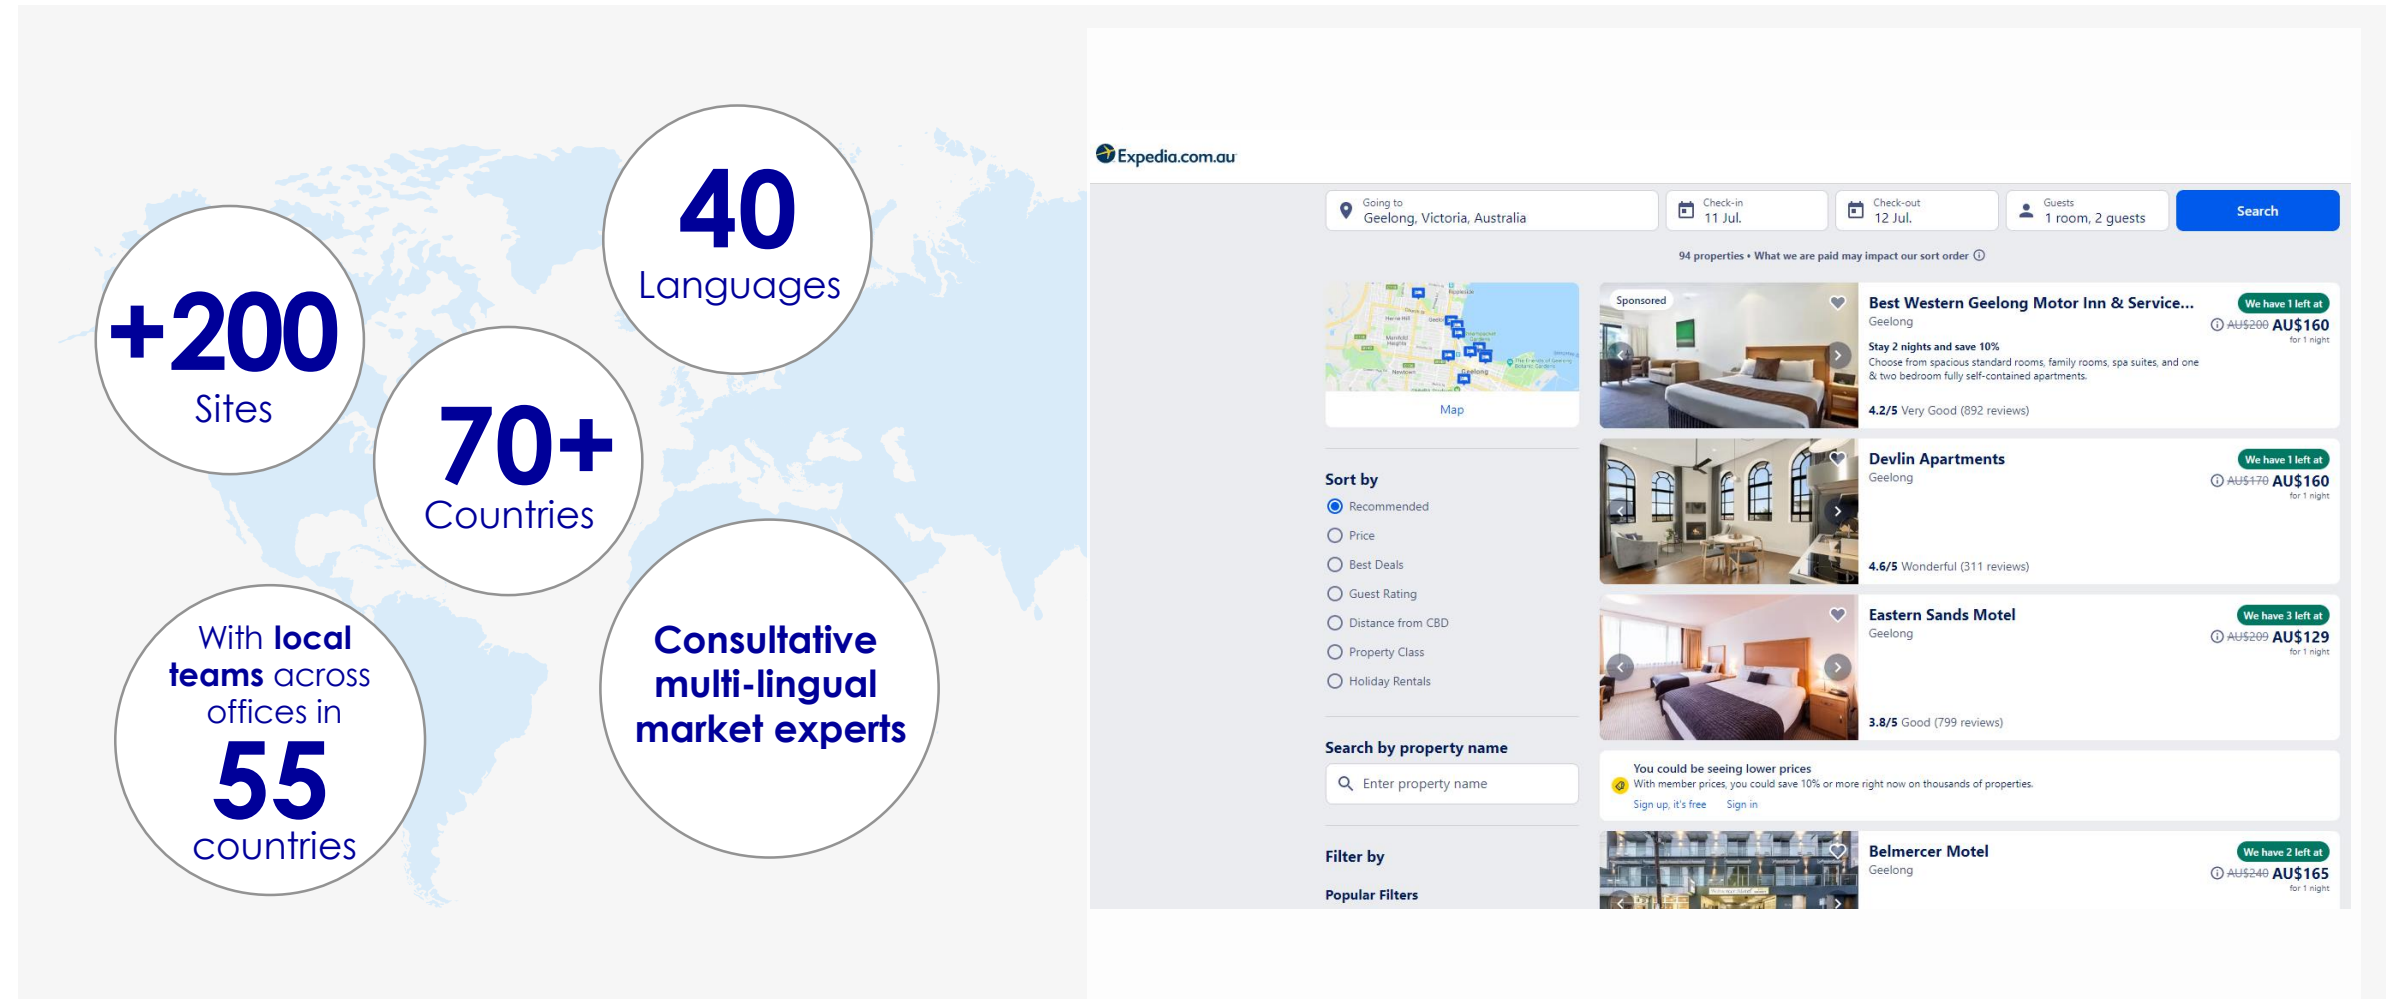 40
Languages
+200
Sites
70+
Countries
With local
teams across
offices in
55
countries
Consultative
multi-lingual
market experts
Expedia.com.au
Going to
Geelong, Victoria, Australia
Check-in
11 Jul.
Check-out
12 Jul.
Guests
1 room, 2 guests
Search
94 properties • What we are paid may impact our sort order
Map
Sort by
Recommended
Price
Best Deals
Guest Rating
Distance from CBD
Property Class
Holiday Rentals
Search by property name
Enter property name
Filter by
Popular Filters
Sponsored
Best Western Geelong Motor Inn & Service...
Geelong
Stay 2 nights and save 10%
Choose from spacious standard rooms, family rooms, spa suites, and one
& two bedroom fully self-contained apartments.
4.2/5 Very Good (892 reviews)
We have 1 left at
AU$200 AU$160
for 1 night
Devlin Apartments
Geelong
4.6/5 Wonderful (311 reviews)
We have 1 left at
AU$170 AU$160
for 1 night
Eastern Sands Motel
Geelong
3.8/5 Good (799 reviews)
We have 3 left at
AU$209 AU$129
for 1 night
You could be seeing lower prices
With member prices, you could save 10% or more right now on thousands of properties.
Sign up, it's free Sign in
Belmercer Motel
Geelong
We have 2 left at
AU$240 AU$165
for 1 night